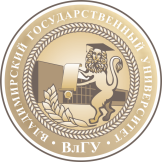 ВЛАДИМИРСКИЙ ГОСУДАРСТВЕННЫЙ УНИВЕРСИТЕТ
ВлГУ